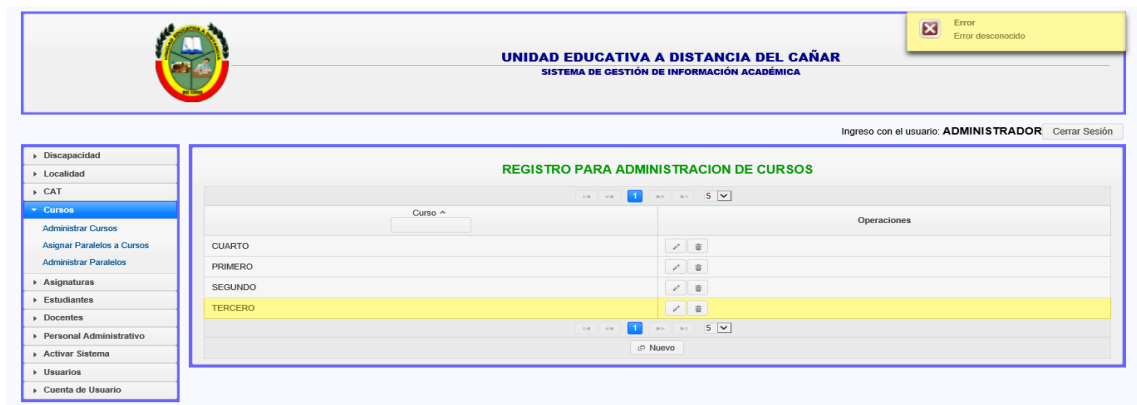 Error
Error desconocido
UNIDAD EDUCATIVA A DISTANCIA DEL CAÑAR
SISTEMA DE GESTIÓN DE INFORMACIÓN ACADÉMICA
Ingreso con el usuario: ADMINISTRADOR Cerrar Sesión
Discapacidad
Localidad
CAT
Cursos
Administrar Cursos
Asignar Paralelos a Cursos
Administrar Paralelos
Asignaturas
Estudiantes
Docentes
Personal Administrativo
Activar Sistema
Usuarios
Cuenta de Usuario
REGISTRO PARA ADMINISTRACION DE CURSOS
1 5
Curso Operaciones
CUARTO
PRIMERO
SEGUNDO
TERCERO
1 5
Nuevo